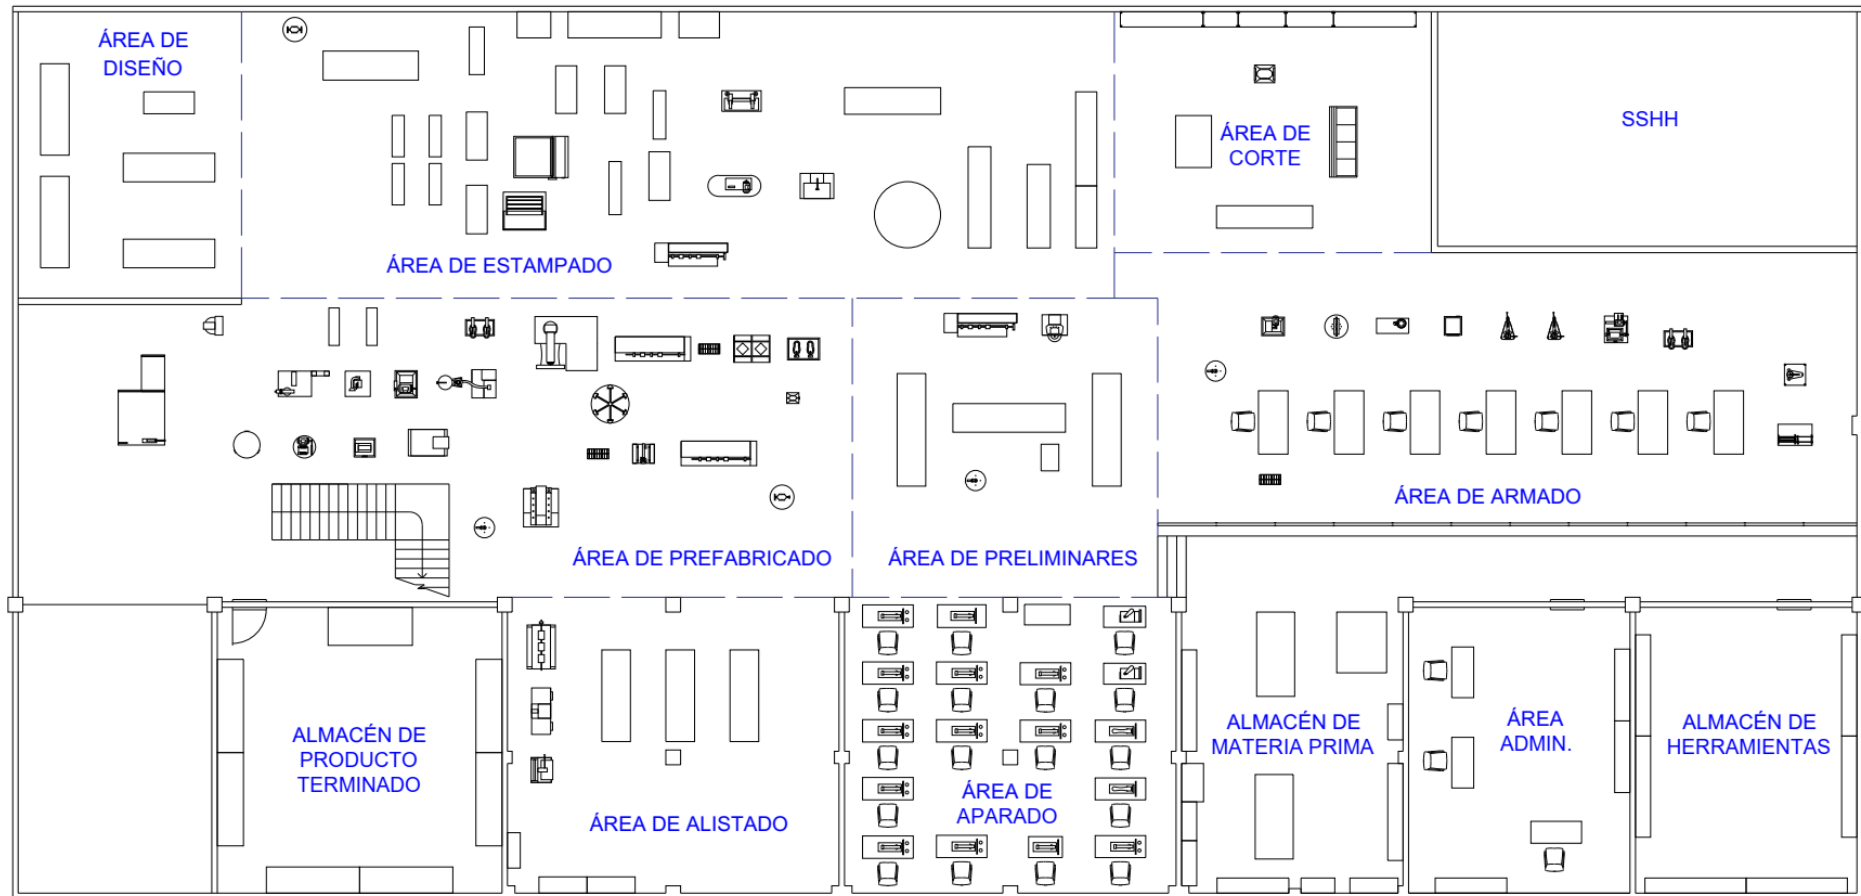 ÁREA DE
DISEÑO
ÁREA DE ESTAMPADO
ÁREA DE
CORTE
SSHH
ÁREA DE PREFABRICADO
ÁREA DE PRELIMINARES
ÁREA DE ARMADO
ALMACÉN DE
PRODUCTO
TERMINADO
ÁREA DE ALISTADO
ÁREA DE
APARADO
ALMACÉN DE
MATERIA PRIMA
ÁREA
ADMIN.
ALMACÉN DE
HERRAMIENTAS